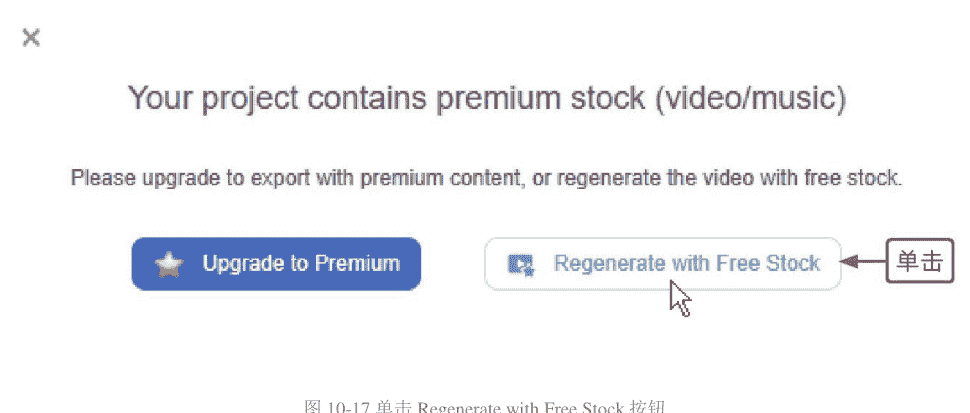 Your project contains premium stock (video/music)
Please upgrade to export with premium content, or regenerate the video with free stock.
Upgrade to Premium
Regenerate with Free Stock
单击
图 10-17 单击 Regenerate with Free Stock 按钮